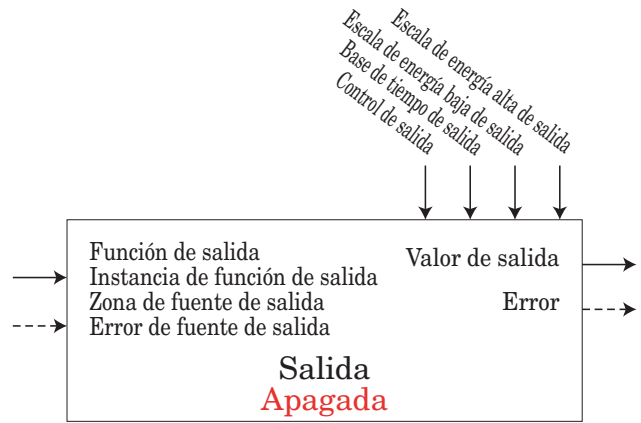 Escala de energía alta de salida
Escala de energía baja de salida
Base de tiempo de salida
Control de salida
Función de salida
Instancia de función de salida
Zona de fuente de salida
Error de fuente de salida
Valor de salida
Error
Salida
Apagada